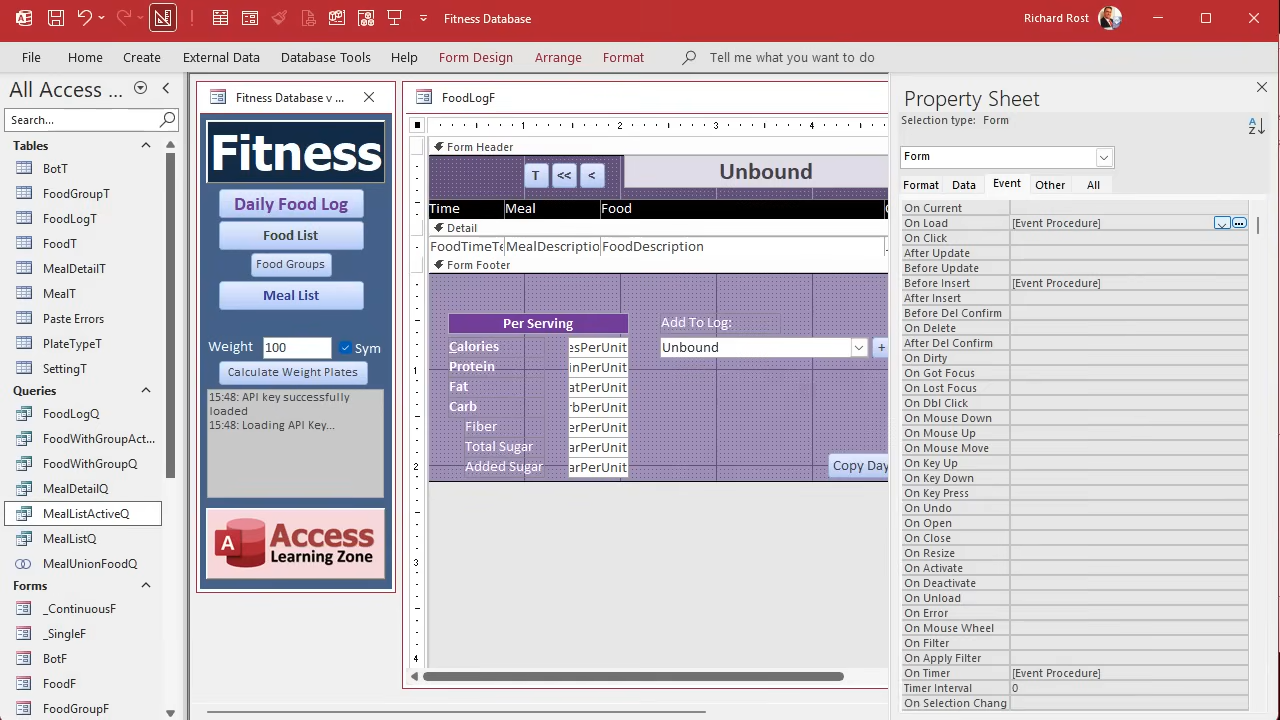 Fitness Database
Richard Rost
File
Home
Create
External Data
Database Tools
Help
Form Design
Arrange
Format
Tell me what you want to do
All Access ...
Search...
Tables
BotT
FoodGroupT
FoodLogT
FoodT
MealDetailT
MealT
Paste Errors
PlateTypeT
SettingT
Queries
FoodLogQ
FoodWithGroupAct...
FoodWithGroupQ
MealDetailQ
MealListActiveQ
MealListQ
MealUnionFoodQ
Forms
_ContinuousF
_SingleF
BotF
FoodF
FoodGroupF
Fitness Database v ...
Fitness
Daily Food Log
Food List
Food Groups
Meal List
Weight 100 Sym
Calculate Weight Plates
15:48: API key successfully
loaded
15:48: Loading API Key...
Access
Learning Zone
FoodLogF
1 2 3 4
Form Header
T << < Unbound
Time Meal Food
Detail
FoodTimeTe MealDescriptio FoodDescription
Form Footer
Per Serving
Add To Log:
Calories esPerUnit
Unbound +
Protein inPerUnit
Fat atPerUnit
Carb rbPerUnit
Fiber erPerUnit
Total Sugar arPerUnit
Added Sugar arPerUnit
Copy Day
1
2
3
4
Property Sheet
Selection type: Form
Form
Format Data Event Other All
On Current
On Load [Event Procedure]
On Click
After Update
Before Update
Before Insert [Event Procedure]
After Insert
Before Del Confirm
On Delete
After Del Confirm
On Dirty
On Got Focus
On Lost Focus
On Dbl Click
On Mouse Down
On Mouse Up
On Mouse Move
On Key Up
On Key Down
On Key Press
On Undo
On Open
On Close
On Resize
On Activate
On Deactivate
On Unload
On Error
On Mouse Wheel
On Filter
On Apply Filter
On Timer [Event Procedure]
Timer Interval 0
On Selection Chang